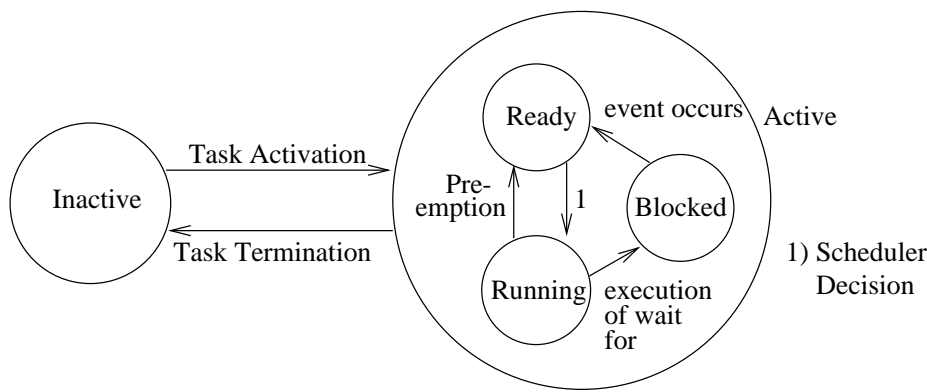 Ready
event occurs
Active
Task Activation
Pre-
emption
1
Inactive
Blocked
Task Termination
1) Scheduler
Decision
Running
execution
of wait
for